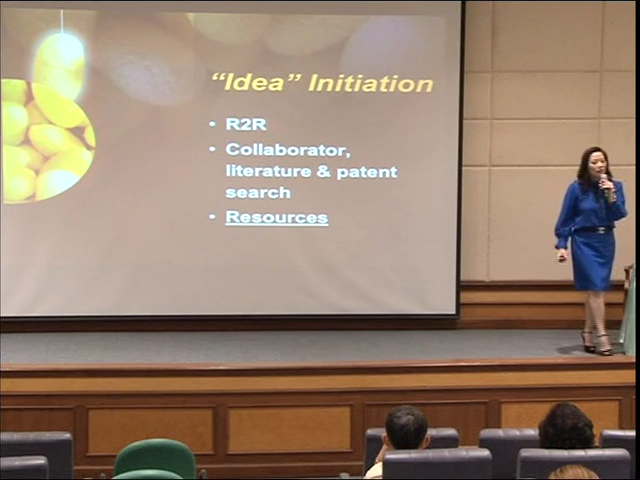 “Idea” Initiation
• R2R
• Collaborator,
literature & patent
search
• Resources